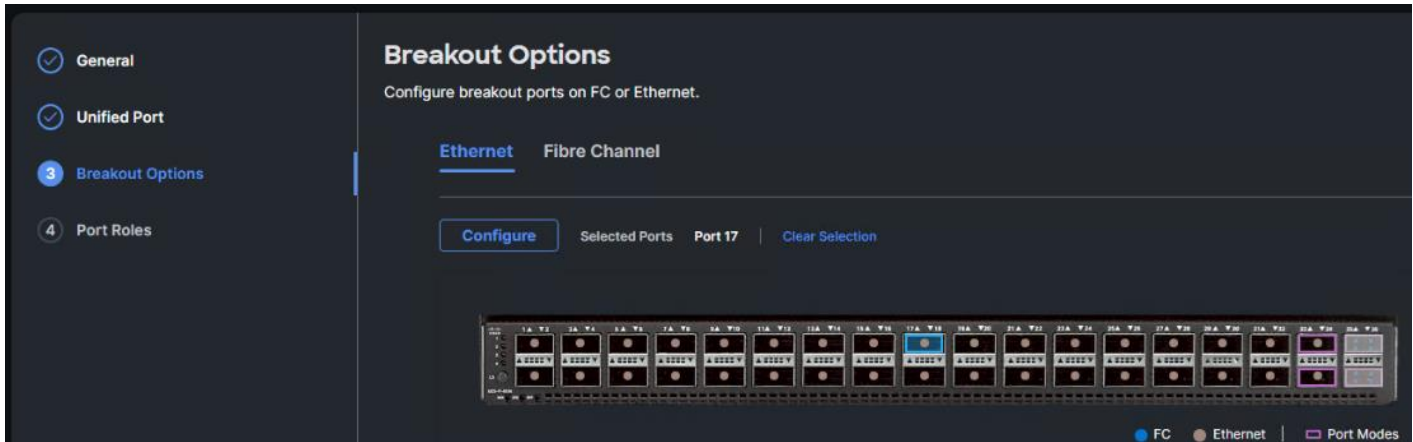 General
Unified Port
3 Breakout Options
4 Port Roles
Breakout Options
Configure breakout ports on FC or Ethernet.
Ethernet Fibre Channel
Configure Selected Ports Port 17 | Clear Selection
FC Ethernet | Port Modes